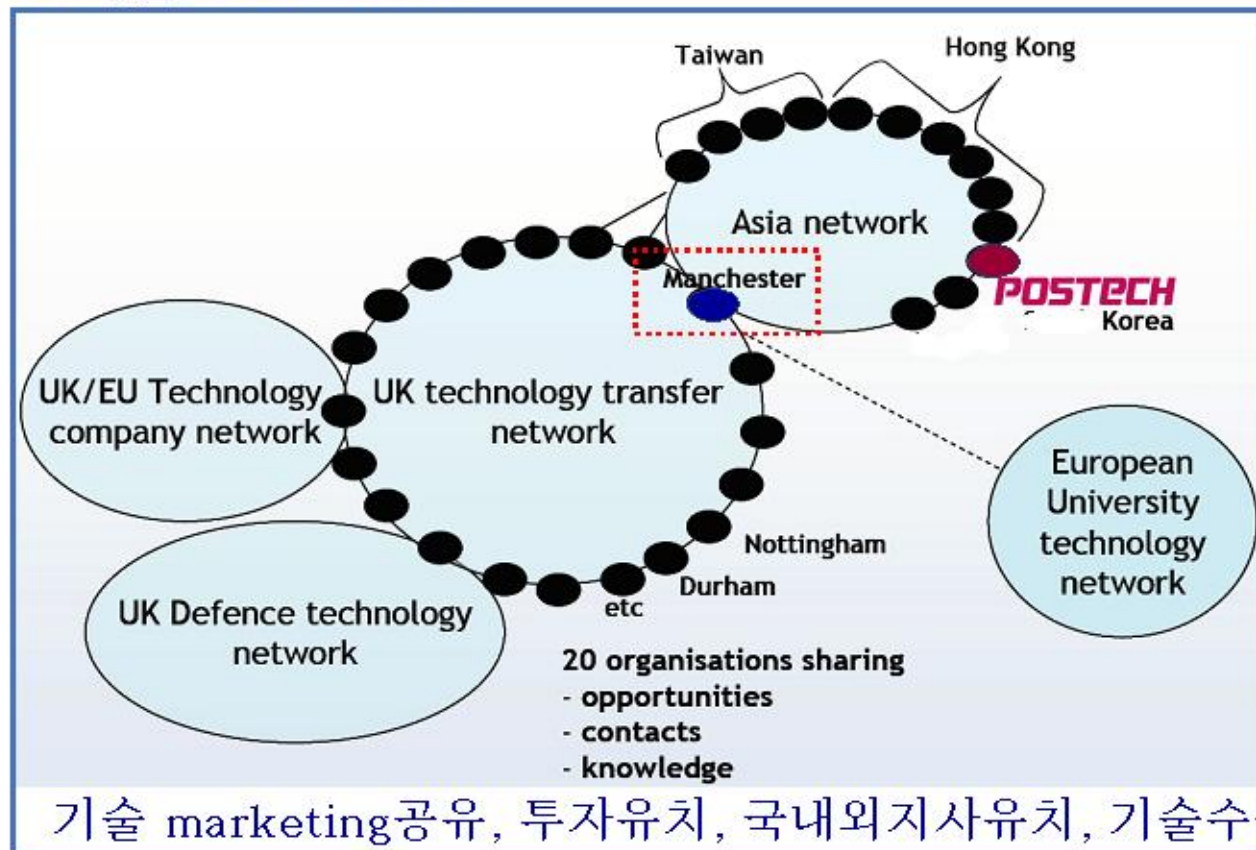 Taiwan
Hong Kong
Asia network
Manchester
POSTECH
Korea
UK/EU Technology
company network
UK technology transfer
network
European
University
technology
network
Nottingham
Durham
etc
UK Defence technology
network
20 organisations sharing
- opportunities
- contacts
- knowledge
기술 marketing공유, 투자유치, 국내외지사유치, 기술수